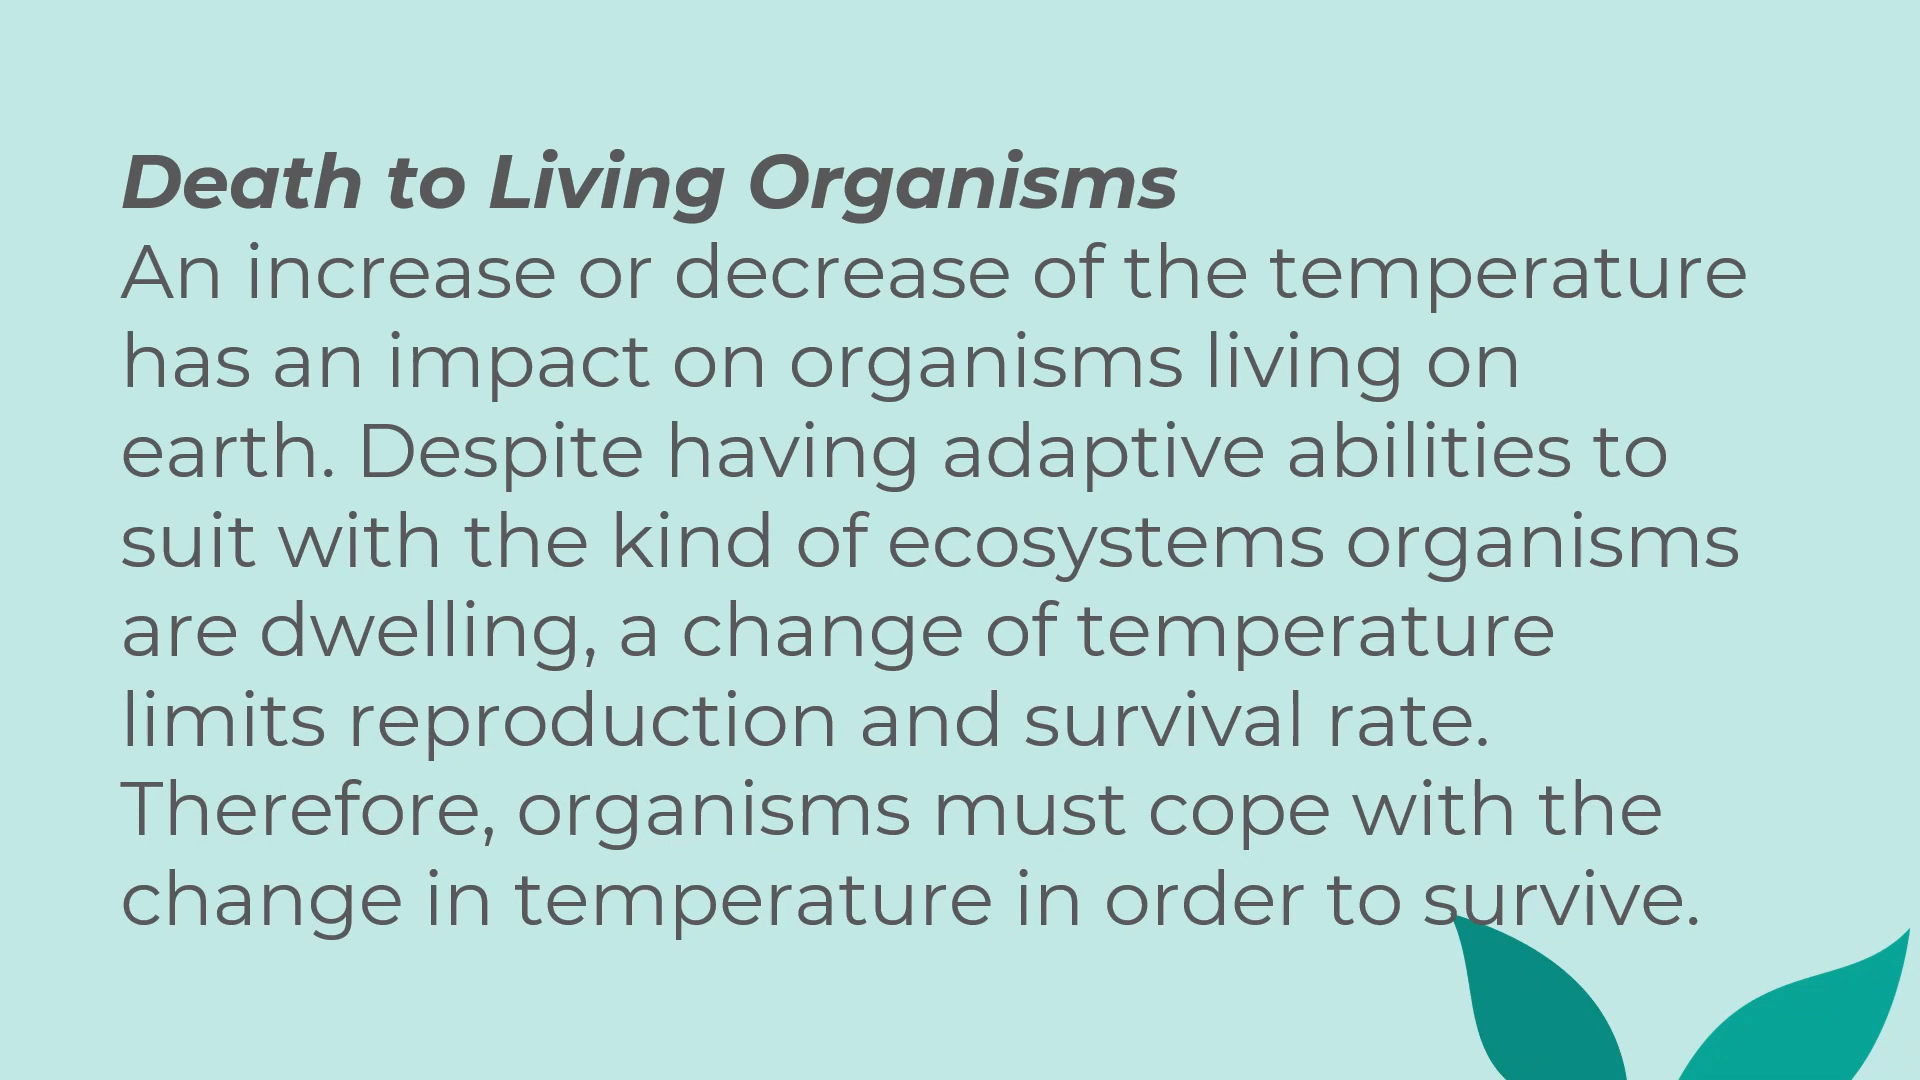 Death to Living Organisms
An increase or decrease of the temperature
has an impact on organisms living on
earth. Despite having adaptive abilities to
suit with the kind of ecosystems organisms
are dwelling, a change of temperature
limits reproduction and survival rate.
Therefore, organisms must cope with the
change in temperature in order to survive.